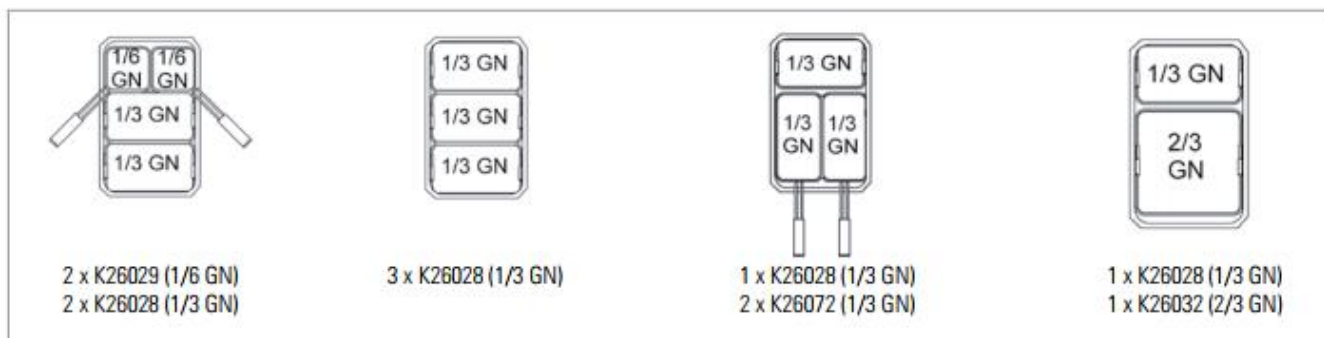 1/6 GN
1/6 GN
1/3 GN
1/3 GN
2 x K26029 (1/6 GN)
2 x K26028 (1/3 GN)
1/3 GN
1/3 GN
1/3 GN
3 x K26028 (1/3 GN)
1/3 GN
1/3 GN
1/3 GN
1 x K26028 (1/3 GN)
2 x K26072 (1/3 GN)
1/3 GN
2/3 GN
1 x K26028 (1/3 GN)
1 x K26032 (2/3 GN)